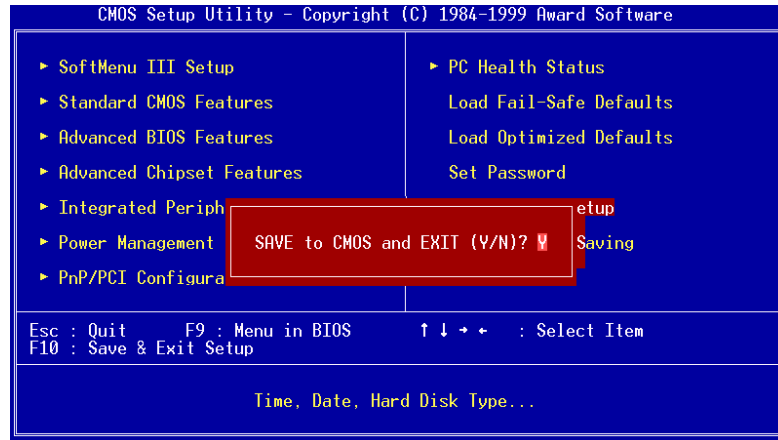 CMOS Setup Utility - Copyright (C) 1984-1999 Award Software
► SoftMenu III Setup
► Standard CMOS Features
► Advanced BIOS Features
► Advanced Chipset Features
► Integrated Periph
► Power Management
► PnP/PCI Configura
► PC Health Status
Load Fail-Safe Defaults
Load Optimized Defaults
Set Password
etup
Saving
SAVE to CMOS and EXIT (Y/N)? Y
Esc : Quit F9 : Menu in BIOS ↑ ↓ → ← : Select Item
F10 : Save & Exit Setup
Time, Date, Hard Disk Type...